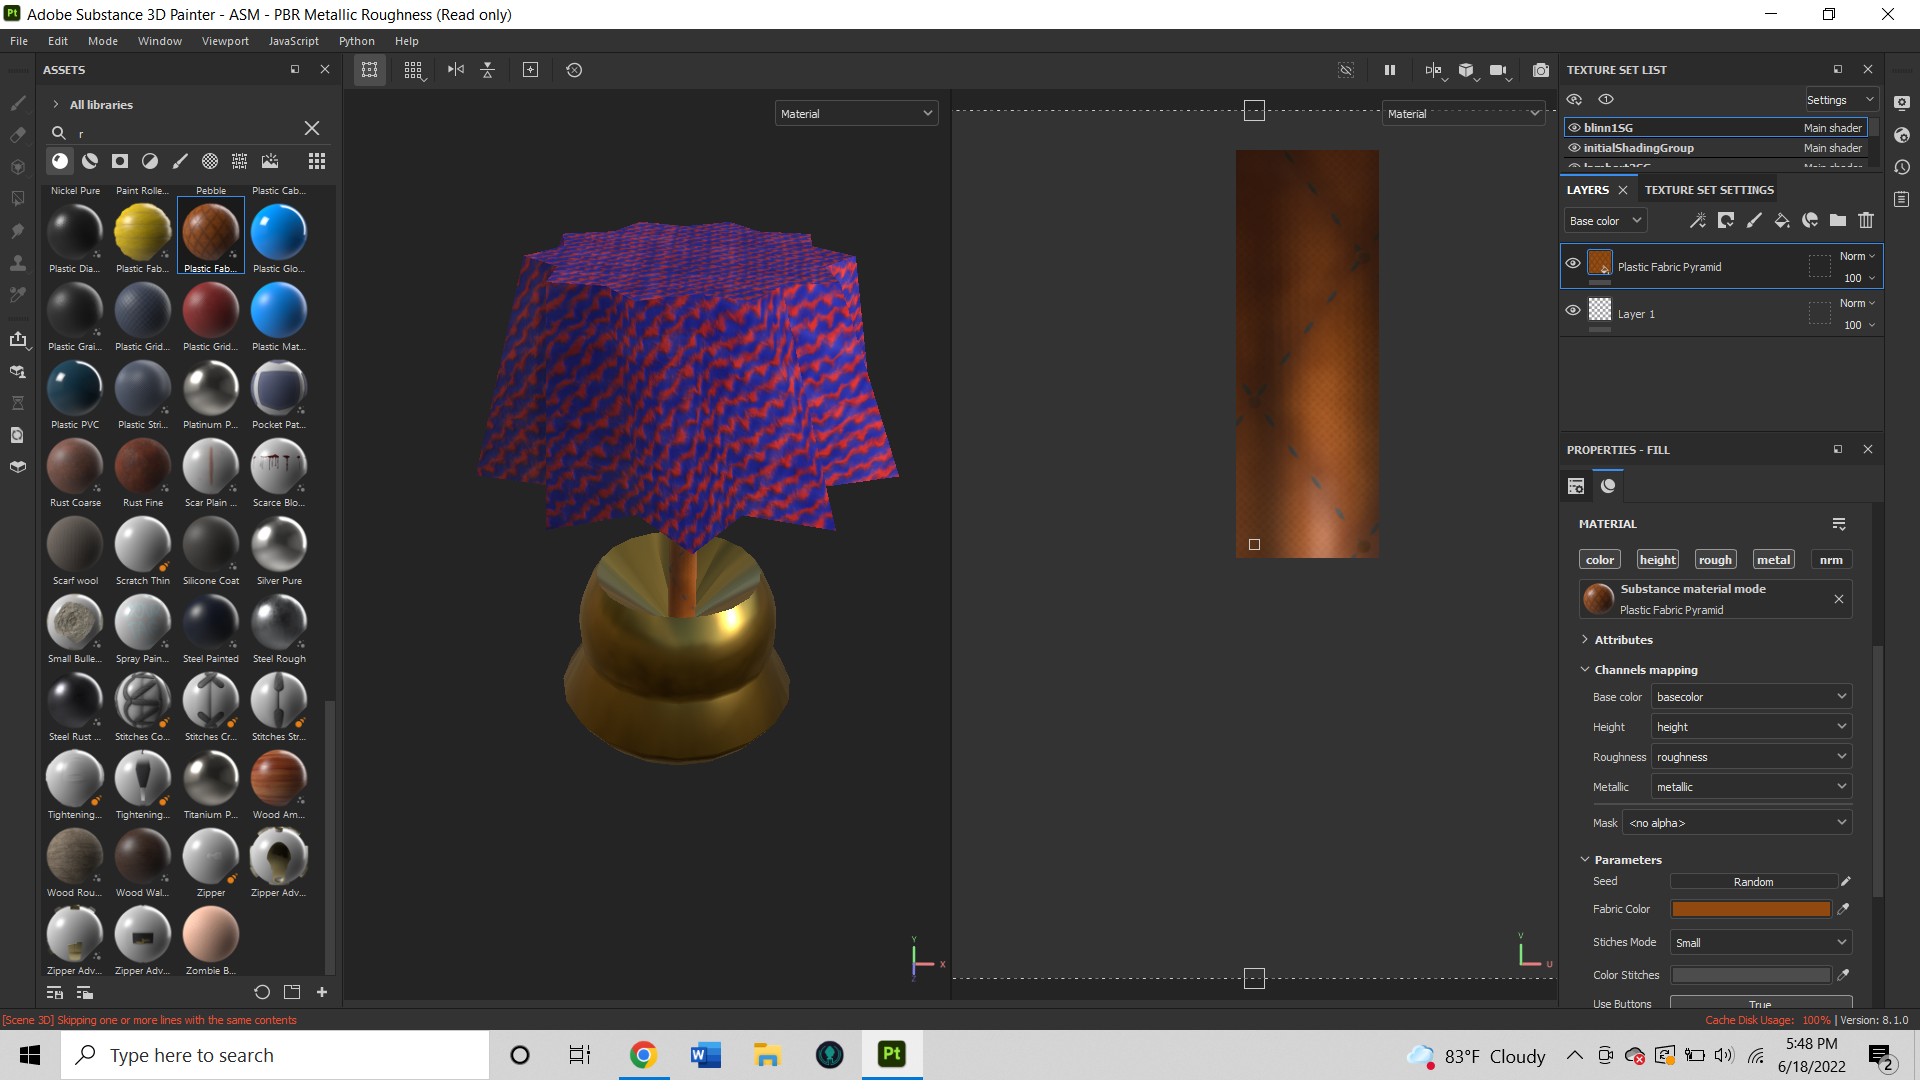 Pt Adobe Substance 3D Painter - ASM - PBR Metallic Roughness (Read only)
File Edit Mode Window Viewport JavaScript Python Help
ASSETS
All libraries
r
Nickel Pure Paint Rolle... Pebble Plastic Cab...
Plastic Dia... Plastic Fab... Plastic Fab... Plastic Glo...
Plastic Grai... Plastic Grid... Plastic Grid... Plastic Mat...
Plastic PVC Plastic Stri... Platinum P... Pocket Pat...
Rust Coarse Rust Fine Scar Plain ... Scarce Blo...
Scarf wool Scratch Thin Silicone Coat Silver Pure
Small Bulle... Spray Pain... Steel Painted Steel Rough
Steel Rust ... Stitches Co... Stitches Cr... Stitches Str...
Tightening... Tightening... Titanium P... Wood Am...
Wood Rou... Wood Wal... Zipper Zipper Adv...
Zipper Adv... Zipper Adv... Zombie B...
Material
Material
Y
X
Z
V
U
TEXTURE SET LIST
Settings
blinn1SG Main shader
initialShadingGroup Main shader
lambert2SG Main shader
LAYERS TEXTURE SET SETTINGS
Base color
Plastic Fabric Pyramid Norm 100
Layer 1 Norm 100
PROPERTIES - FILL
MATERIAL
color height rough metal nrm
Substance material mode
Plastic Fabric Pyramid
Attributes
Channels mapping
Base color basecolor
Height height
Roughness roughness
Metallic metallic
Mask <no alpha>
Parameters
Seed Random
Fabric Color
Stiches Mode Small
Color Stitches
Use Buttons True
[Scene 3D] Skipping one or more lines with the same contents
Cache Disk Usage: 100% | Version: 8.1.0
Type here to search
83°F Cloudy
5:48 PM
6/18/2022
2